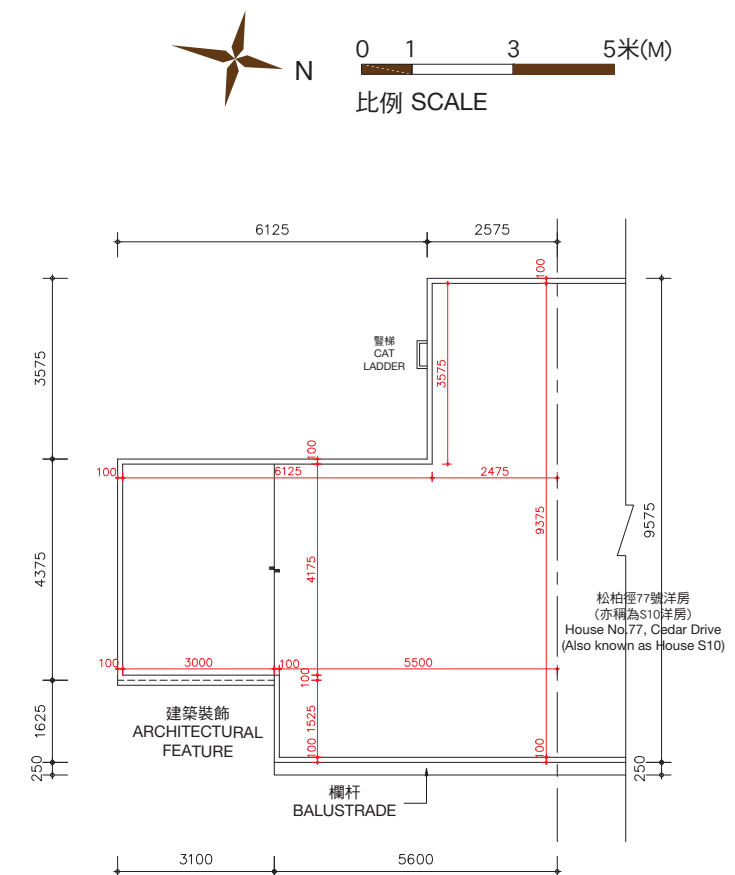 N
0 1 3 5米(M)
比例 SCALE
6125 2575
100
3575
豎梯
CAT
LADDER
3575
100
100 6125 2475
4375
4175
9375
9575
松柏徑77號洋房
(亦稱為S10洋房)
House No.77, Cedar Drive
(Also known as House S10)
100 3000 100 5500
100
1625
建築裝飾
ARCHITECTURAL
FEATURE
1525
100
100
250
250
欄杆
BALUSTRADE
3100 5600